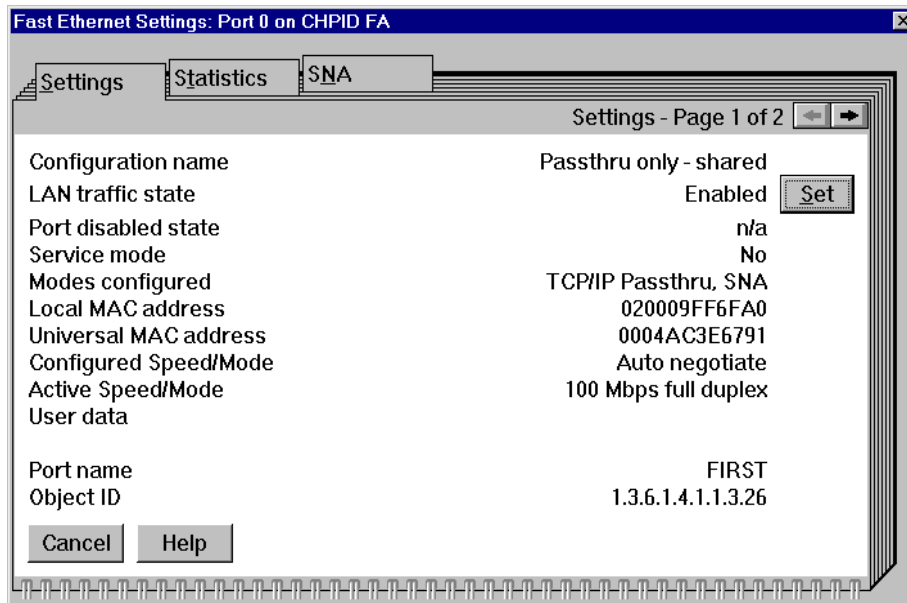 Fast Ethernet Settings: Port 0 on CHPID FA
Settings Statistics SNA
Settings - Page 1 of 2
Configuration name Passthru only - shared
LAN traffic state Enabled Set
Port disabled state n/a
Service mode No
Modes configured TCP/IP Passthru, SNA
Local MAC address 020009FF6FA0
Universal MAC address 0004AC3E6791
Configured Speed/Mode Auto negotiate
Active Speed/Mode 100 Mbps full duplex
User data
Port name FIRST
Object ID 1.3.6.1.4.1.1.3.26
Cancel Help